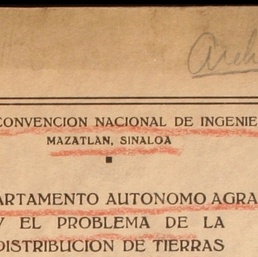 CONVENCION NACIONAL DE INGENIE
MAZATLAN, SINALOA
ARTAMENTO AUTONOMO AGRA
Y EL PROBLEMA DE LA
DISTRIBUCION DE TIERRAS